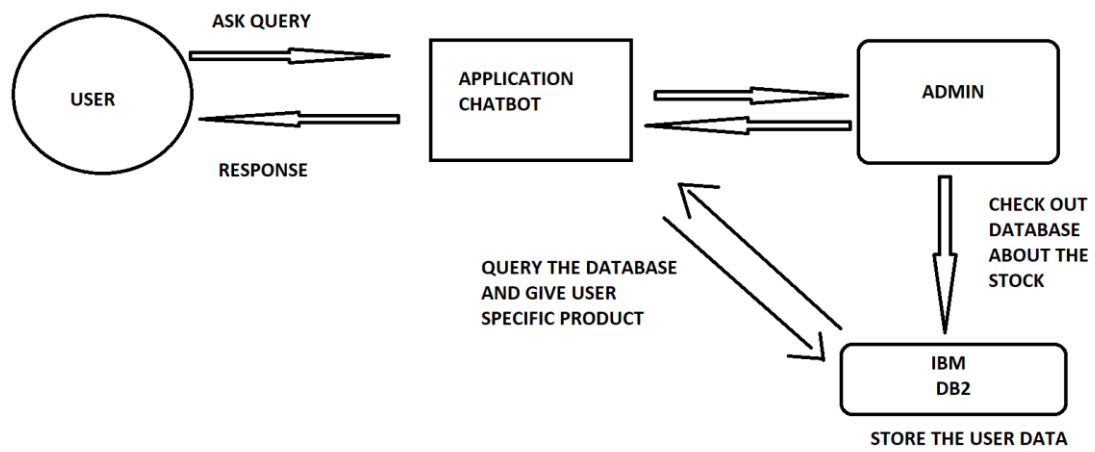 ASK QUERY
USER
RESPONSE
APPLICATION
CHATBOT
ADMIN
CHECK OUT
DATABASE
ABOUT THE
STOCK
QUERY THE DATABASE
AND GIVE USER
SPECIFIC PRODUCT
IBM
DB2
STORE THE USER DATA